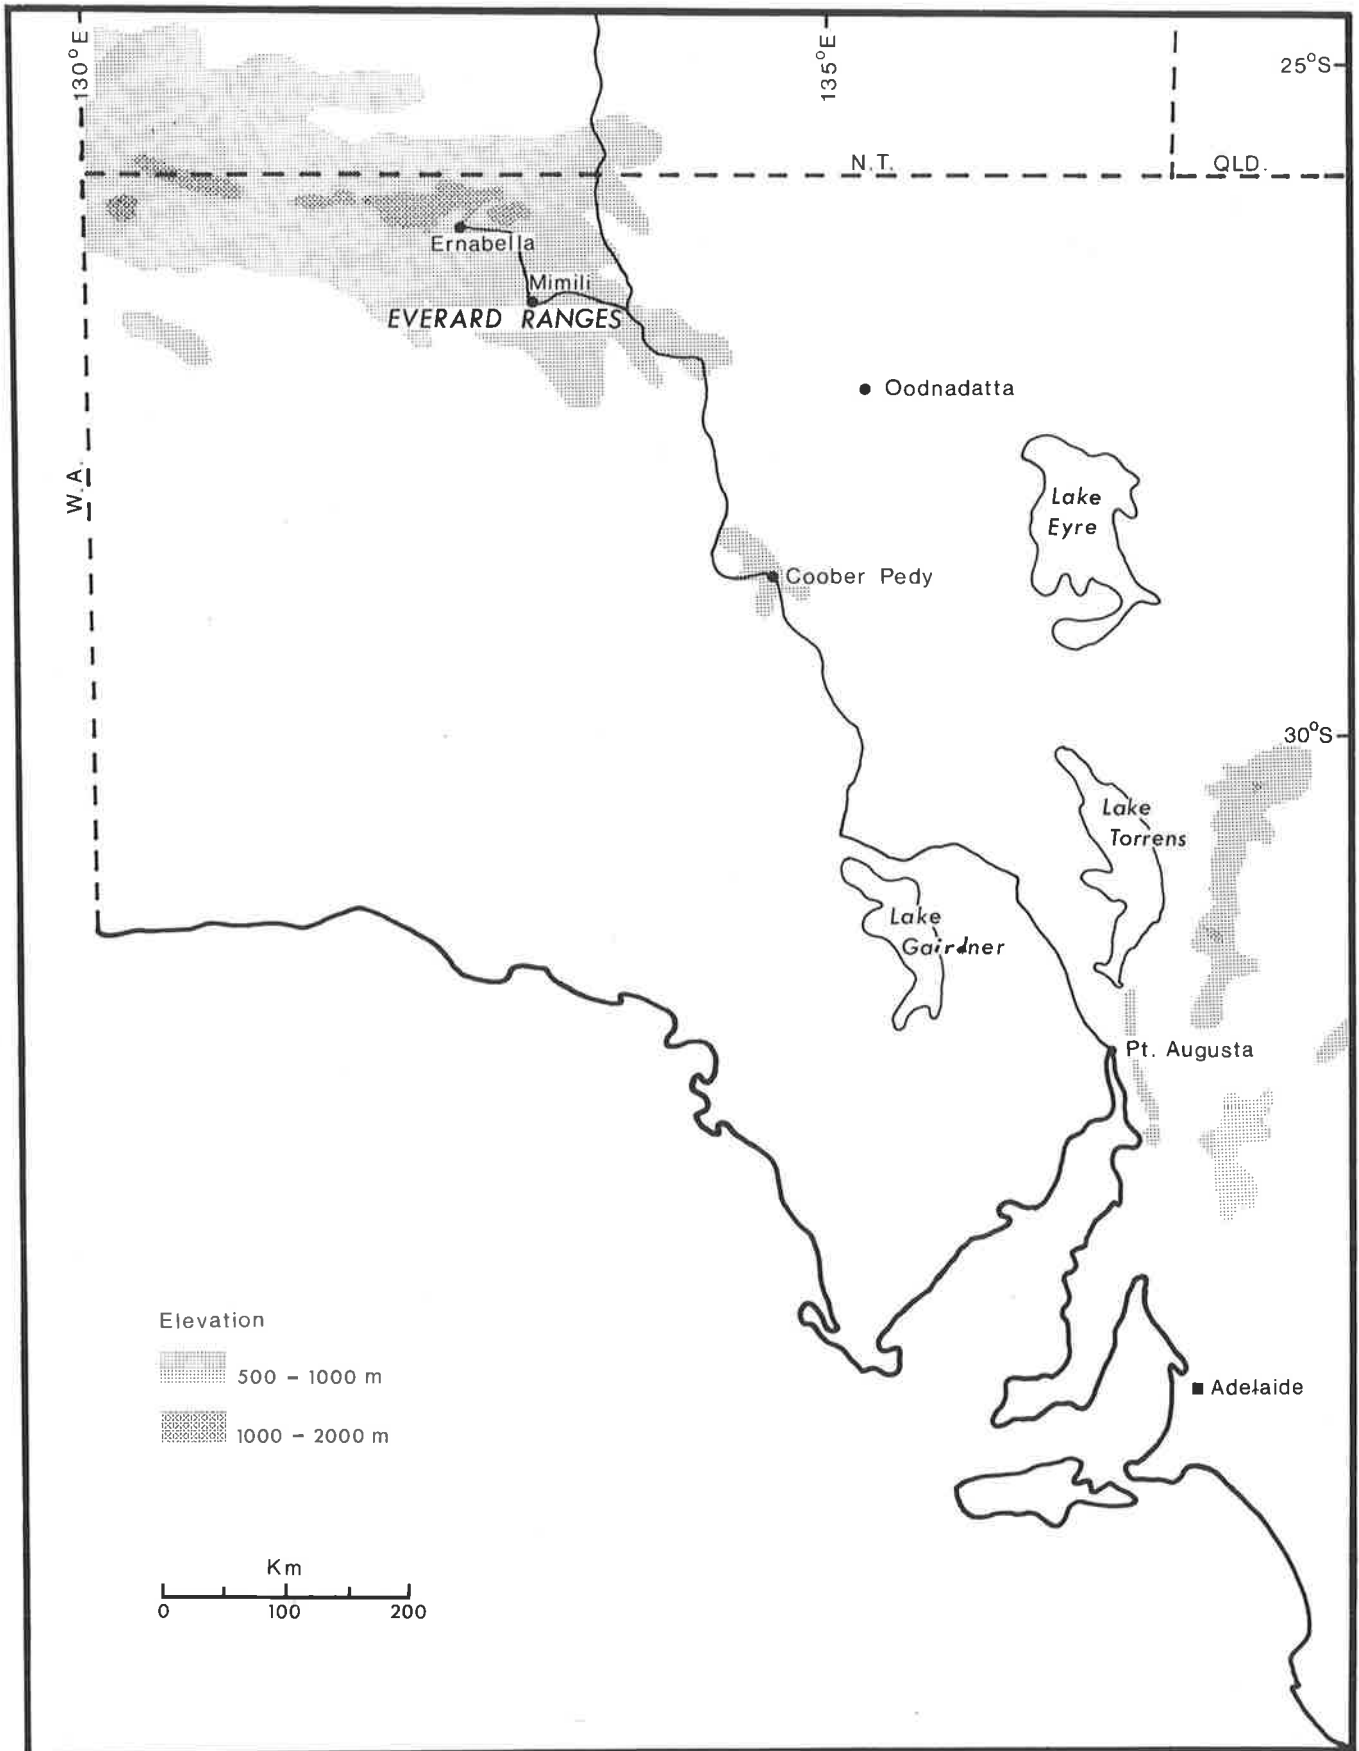 130°E
135°E
25°S
N.T.
QLD.
Ernabella
Mimili
EVERARD RANGES
Oodnadatta
W.A.
Lake
Eyre
Coober Pedy
30°S
Lake
Torrens
Lake
Gairdner
Pt. Augusta
Elevation
500 – 1000 m
1000 – 2000 m
Adelaide
Km
0 100 200